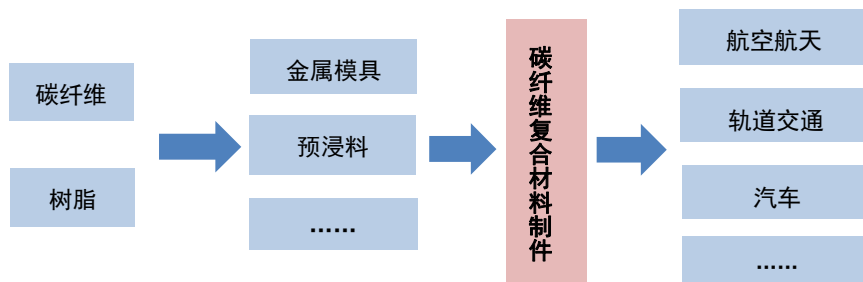 碳纤维
树脂
金属模具
预浸料
......
碳纤维复合材料制件
航空航天
轨道交通
汽车
......